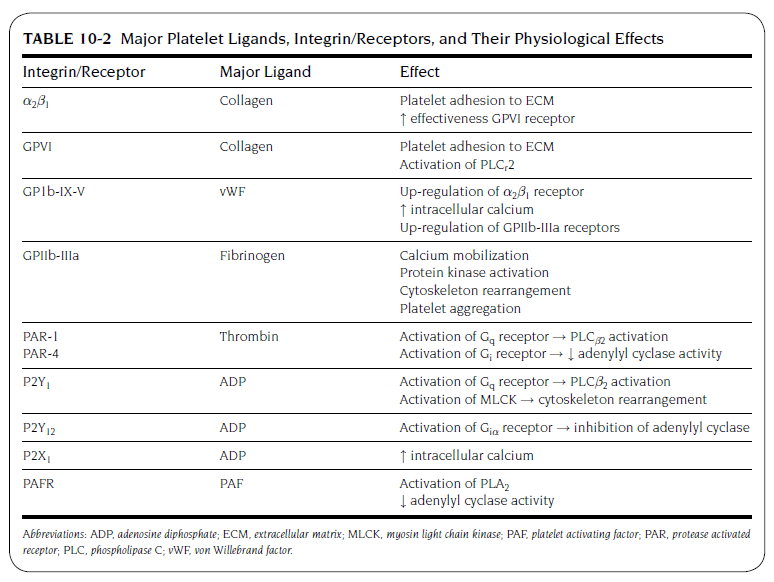 TABLE 10-2 Major Platelet Ligands, Integrin/Receptors, and Their Physiological Effects
Integrin/Receptor Major Ligand Effect
α2β1 Collagen Platelet adhesion to ECM
↑ effectiveness GPVI receptor
GPVI Collagen Platelet adhesion to ECM
Activation of PLCr2
GP1b-IX-V vWF Up-regulation of α2β1 receptor
↑ intracellular calcium
Up-regulation of GPIIb-IIIa receptors
GPIIb-IIIa Fibrinogen Calcium mobilization
Protein kinase activation
Cytoskeleton rearrangement
Platelet aggregation
PAR-1 Thrombin Activation of Gq receptor → PLCβ2 activation
PAR-4 Activation of Gi receptor → ↓ adenylyl cyclase activity
P2Y1 ADP Activation of Gq receptor → PLCβ2 activation
Activation of MLCK → cytoskeleton rearrangement
P2Y12 ADP Activation of Giα receptor → inhibition of adenylyl cyclase
P2X1 ADP ↑ intracellular calcium
PAFR PAF Activation of PLA2
↓ adenylyl cyclase activity
Abbreviations: ADP, adenosine diphosphate; ECM, extracellular matrix; MLCK, myosin light chain kinase; PAF, platelet activating factor; PAR, protease activated
receptor; PLC, phospholipase C; vWF, von Willebrand factor.